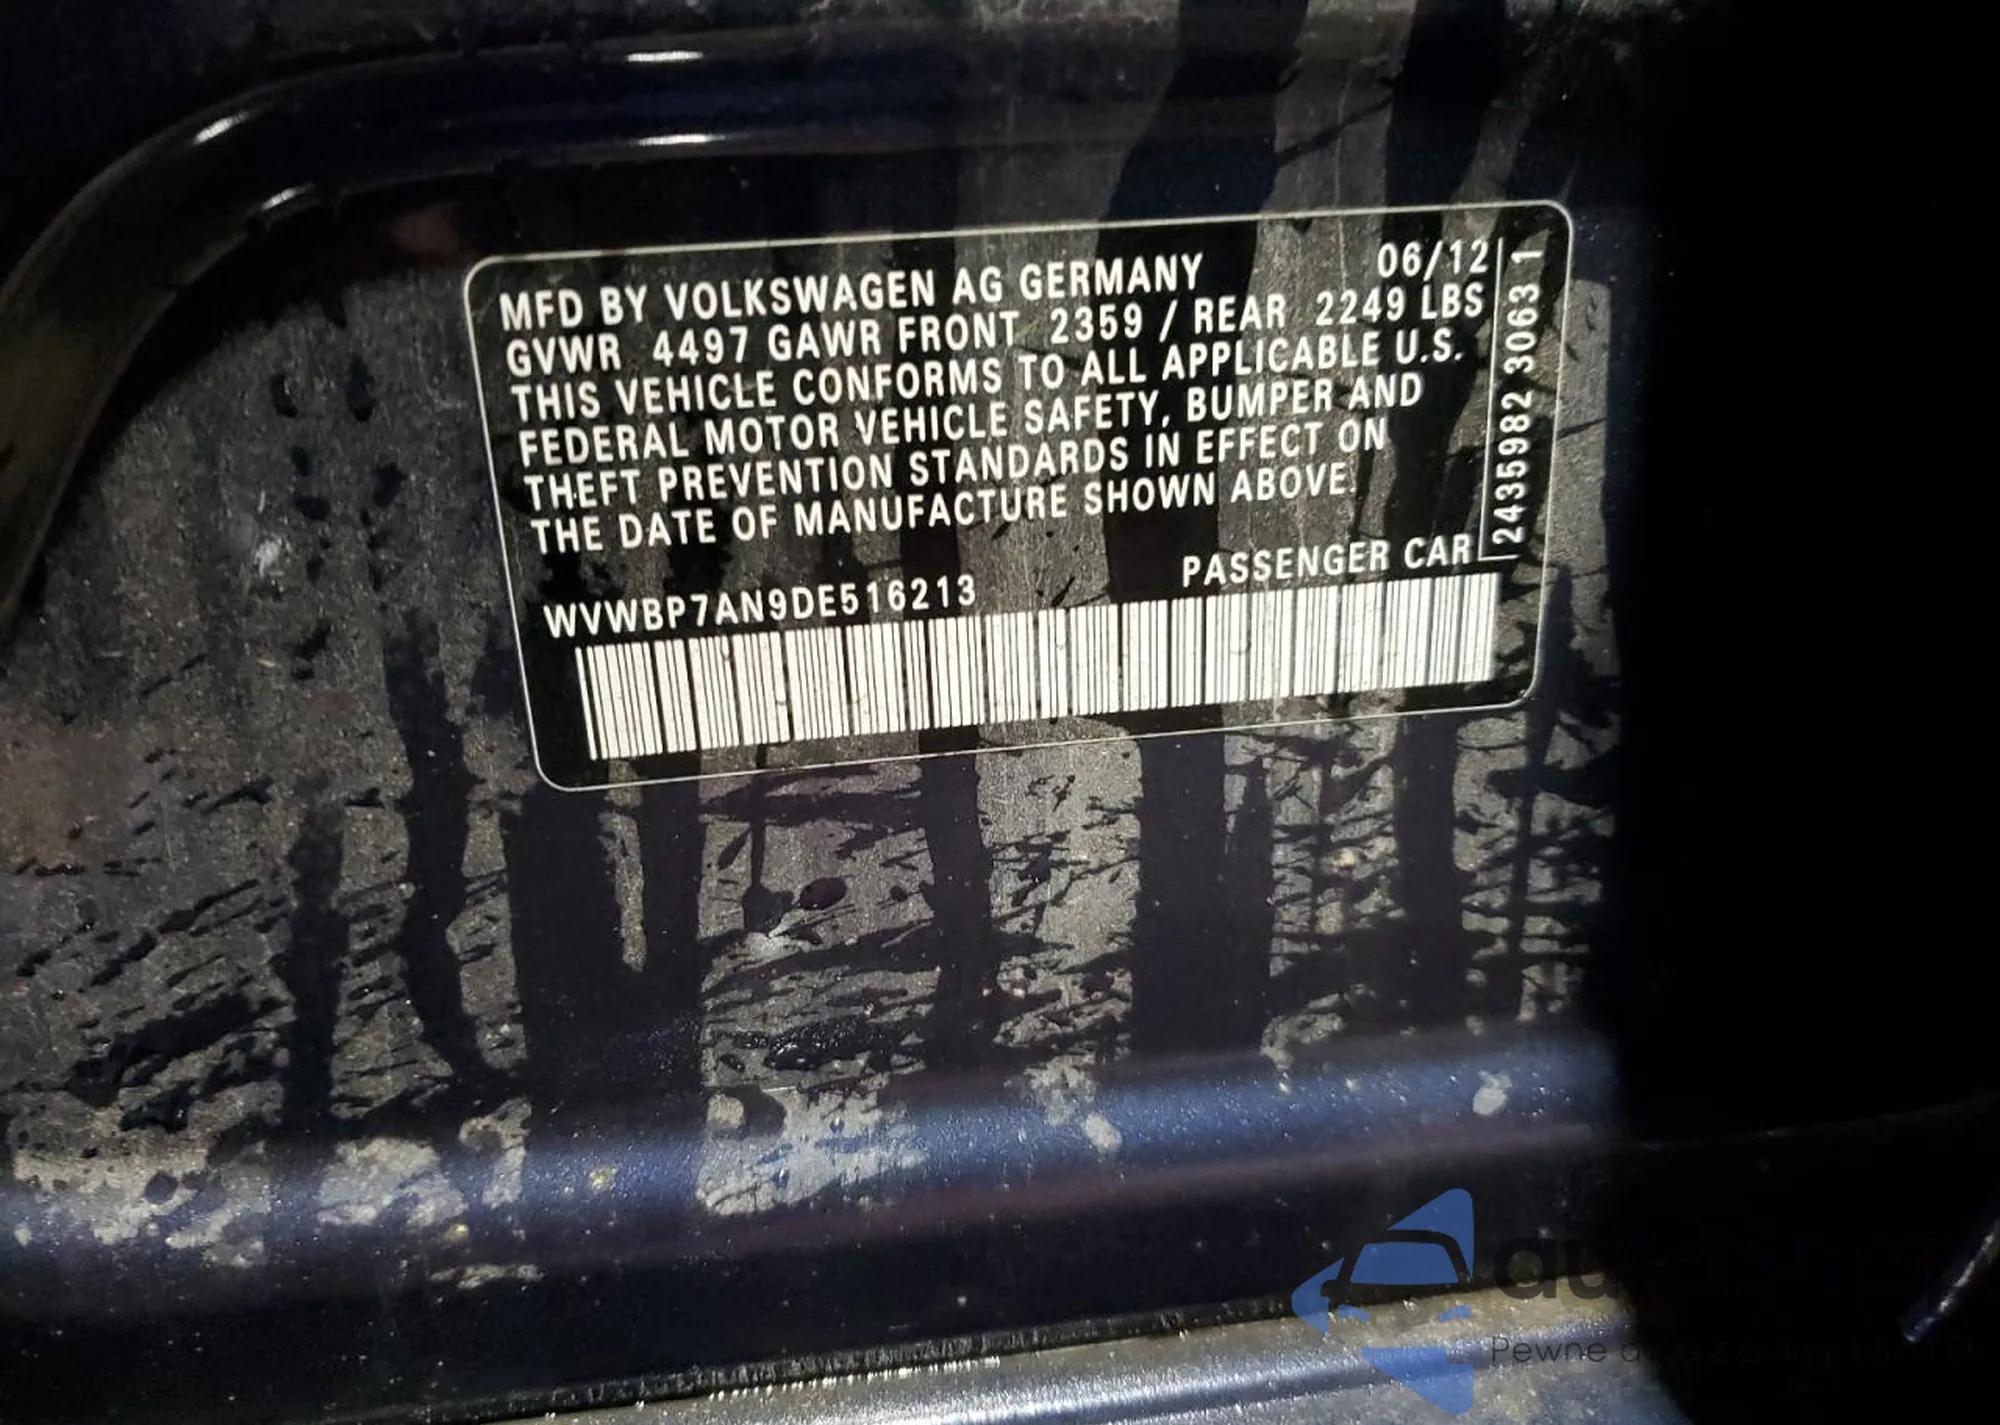 MFD BY VOLKSWAGEN AG GERMANY 06/12
GVWR 4497 GAWR FRONT 2359 / REAR 2249 LBS
THIS VEHICLE CONFORMS TO ALL APPLICABLE U.S.
FEDERAL MOTOR VEHICLE SAFETY, BUMPER AND
THEFT PREVENTION STANDARDS IN EFFECT ON
THE DATE OF MANUFACTURE SHOWN ABOVE.
PASSENGER CAR
WVWBP7AN9DE516213
2435982 3063 1
Pewne